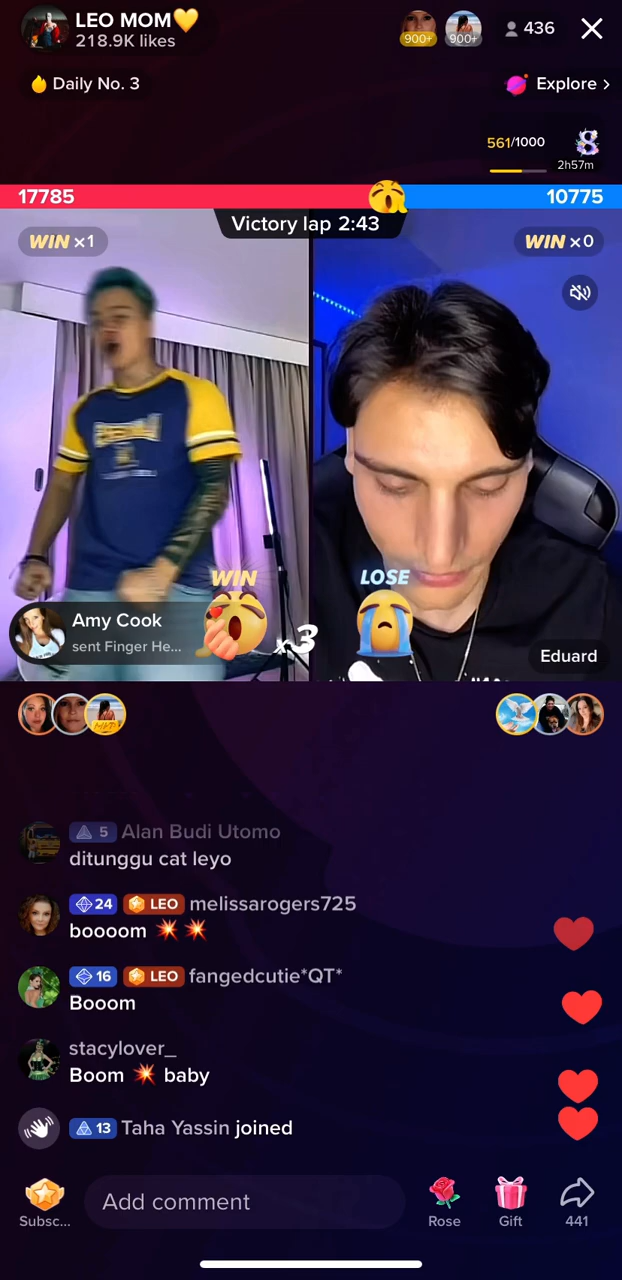 LEO MOM💛
218.9K likes
900+
900+
436
Daily No. 3
Explore >
561/1000
8
2h57m
17785
10775
Victory lap 2:43
WIN x1
WIN x0
WIN
LOSE
Amy Cook
sent Finger He...
x3
Eduard
5 Alan Budi Utomo
ditunggu cat leyo
24 LEO melissarogers725
boooom 💥 💥
16 LEO fangedcutie*QT*
Booom
stacylover_
Boom 💥 baby
13 Taha Yassin joined
Add comment
Subsc...
Rose
Gift
441